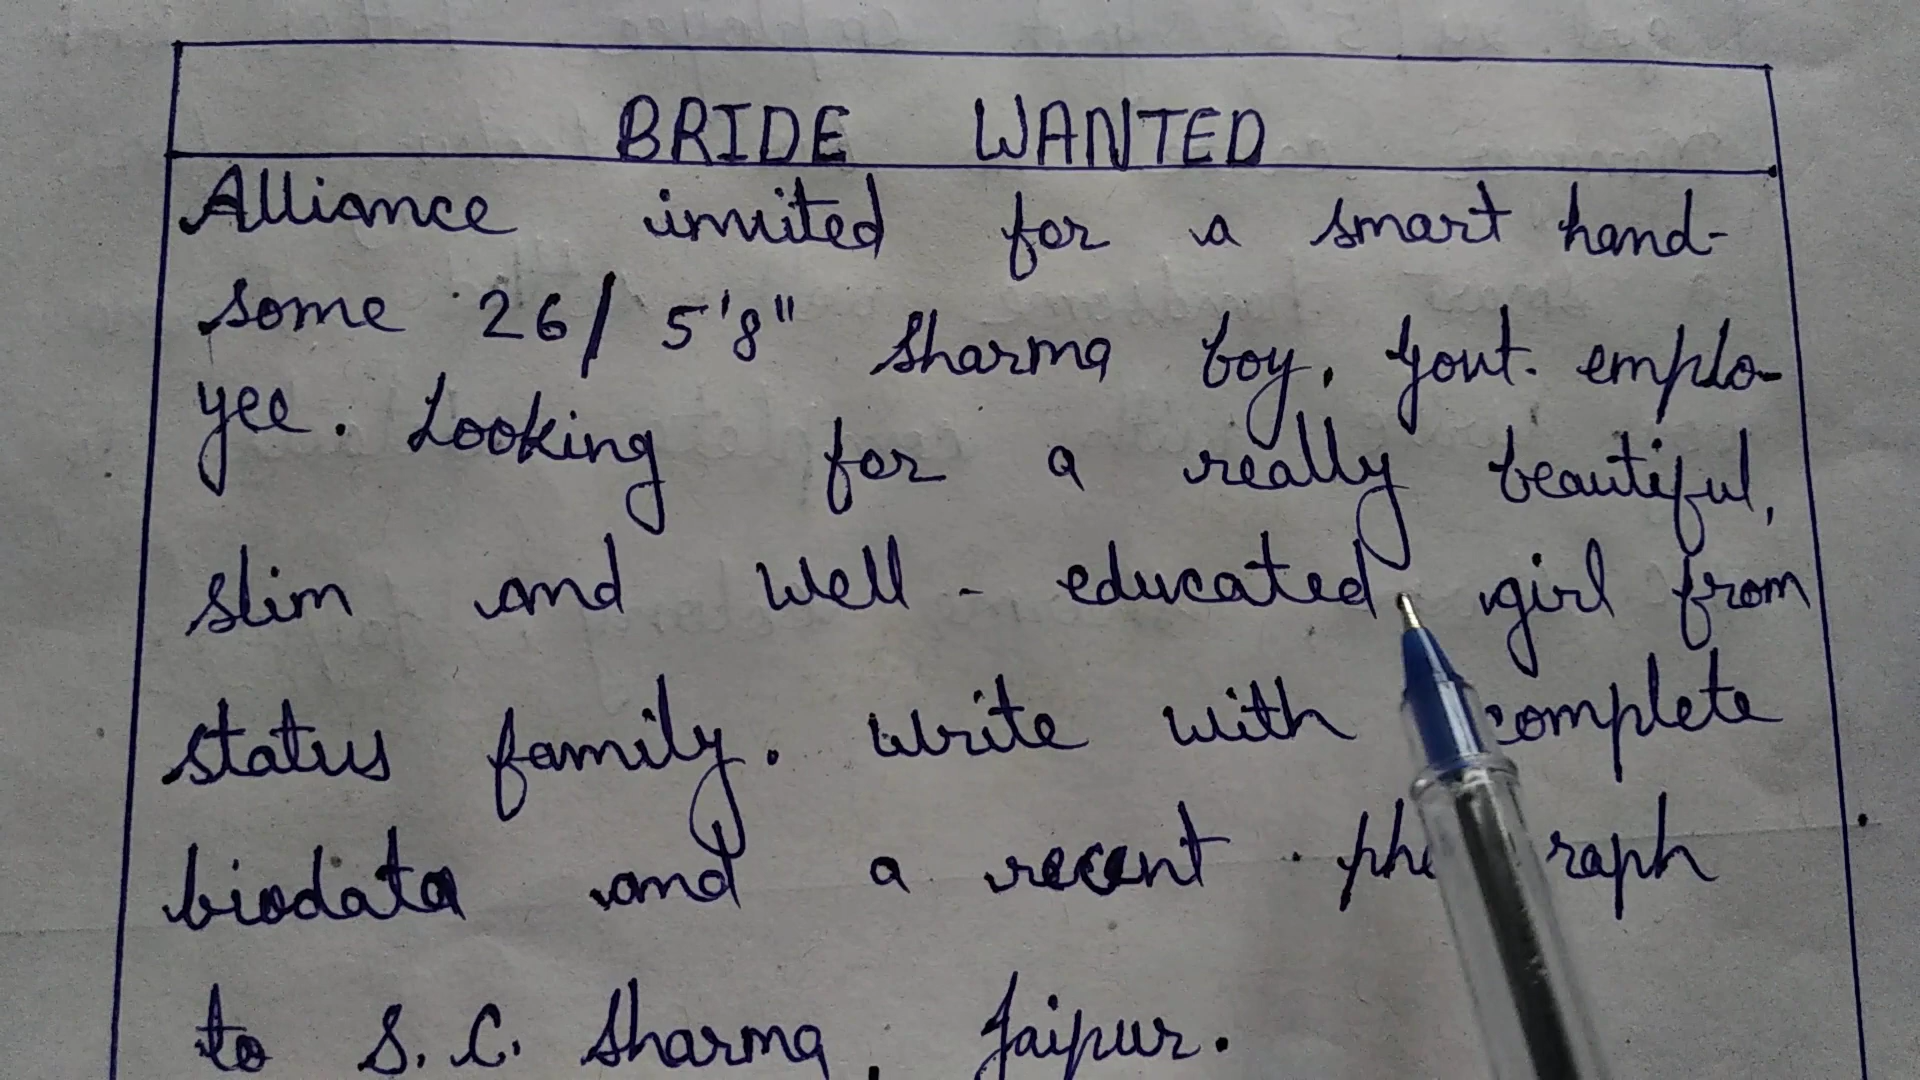 BRIDE WANTED
Alliance invited for a smart hand-
some 26/ 5'8" Sharma boy. Govt. emplo-
yee. Looking for a really beautiful,
slim and well-educated girl from
status family. Write with complete
biodata and a recent
to S. C. Sharma, Jaipur.